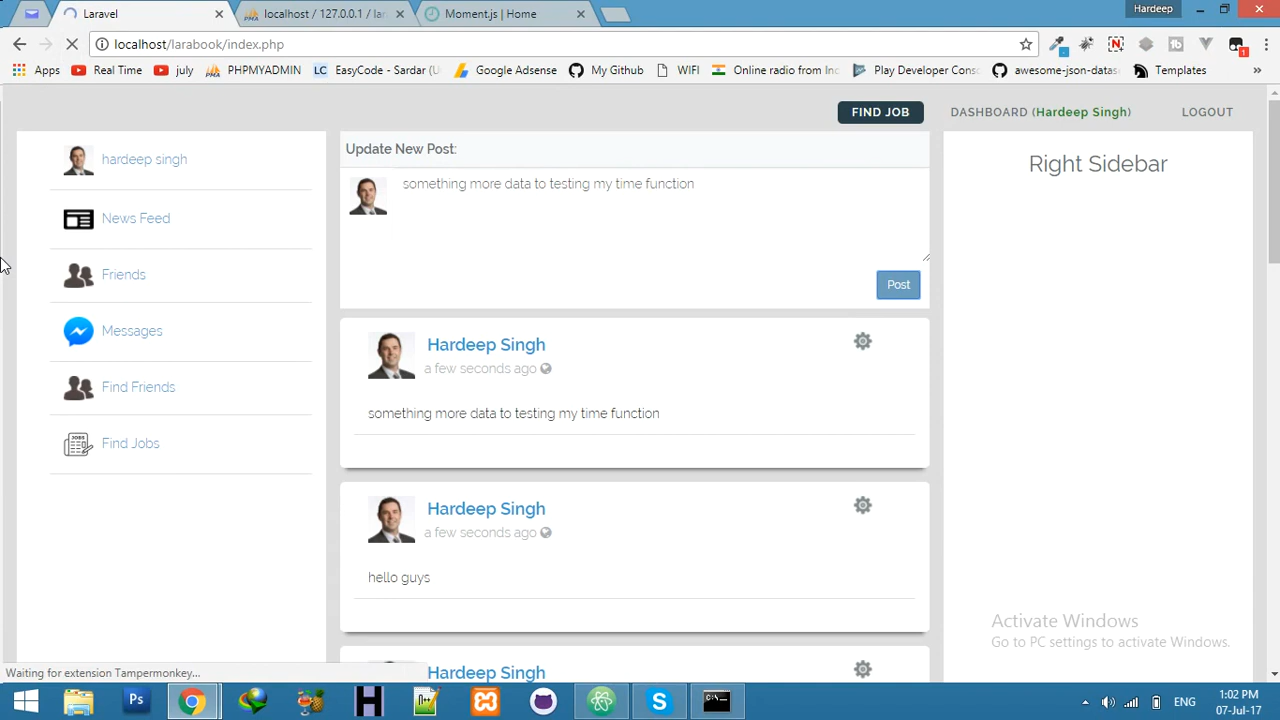 Laravel
localhost / 127.0.0.1 / lar
Moment.js | Home
Hardeep
localhost/larabook/index.php
Apps
Real Time
july
PHPMYADMIN
EasyCode - Sardar (U
Google Adsense
My Github
WIFI
Online radio from Inc
Play Developer Conso
awesome-json-datase
Templates
»
FIND JOB
DASHBOARD (Hardeep Singh)
LOGOUT
hardeep singh
News Feed
Friends
Messages
Find Friends
JOBS
Find Jobs
Update New Post:
something more data to testing my time function
Post
Hardeep Singh
a few seconds ago
something more data to testing my time function
Hardeep Singh
a few seconds ago
hello guys
Hardeep Singh
Right Sidebar
Activate Windows
Go to PC settings to activate Windows.
Waiting for extension Tampermonkey...
Ps
ENG
1:02 PM
07-Jul-17